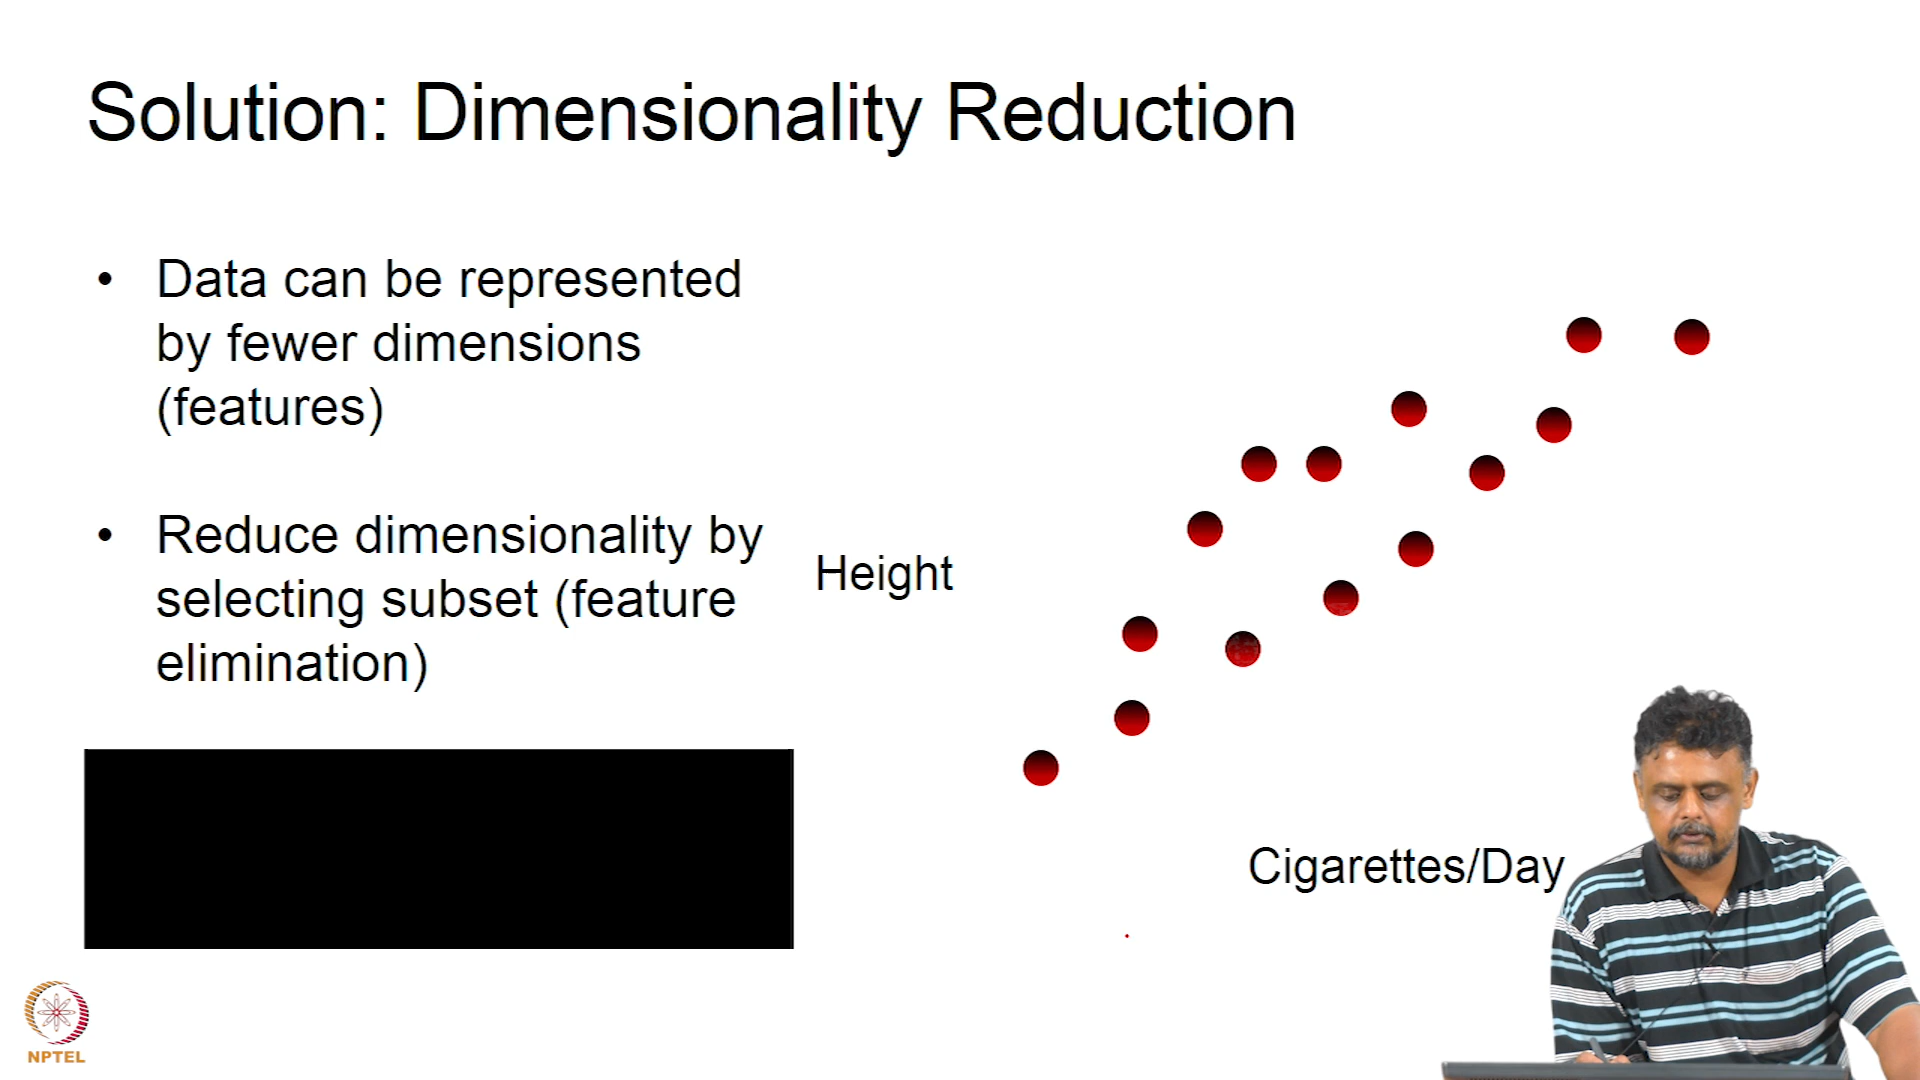 Solution: Dimensionality Reduction
• Data can be represented
by fewer dimensions
(features)
• Reduce dimensionality by
selecting subset (feature
elimination)
Height
Cigarettes/Day
NPTEL